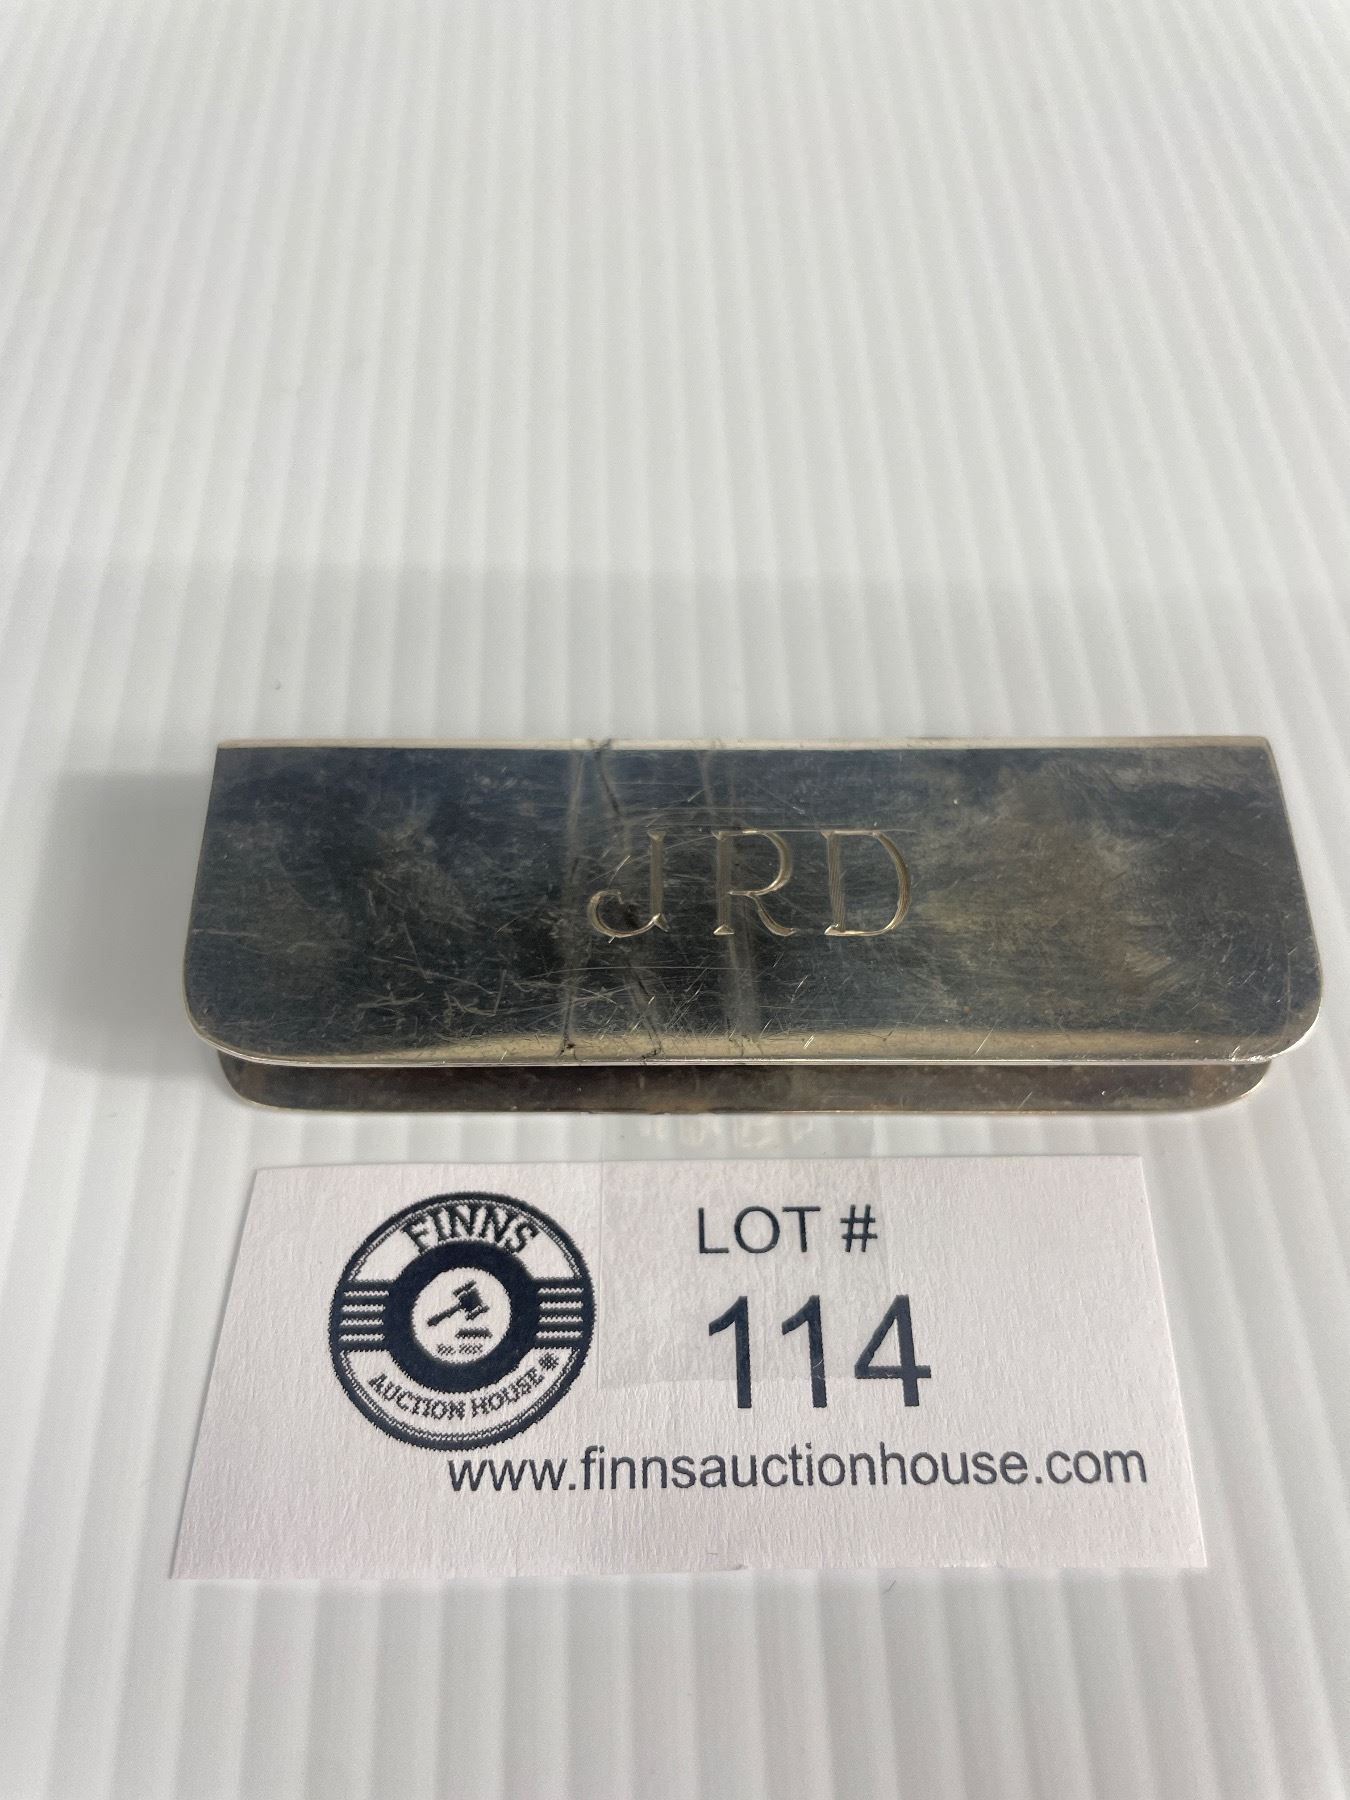 JRD
FINNS
AUCTION HOUSE
LOT #
114
www.finnsauctionhouse.com